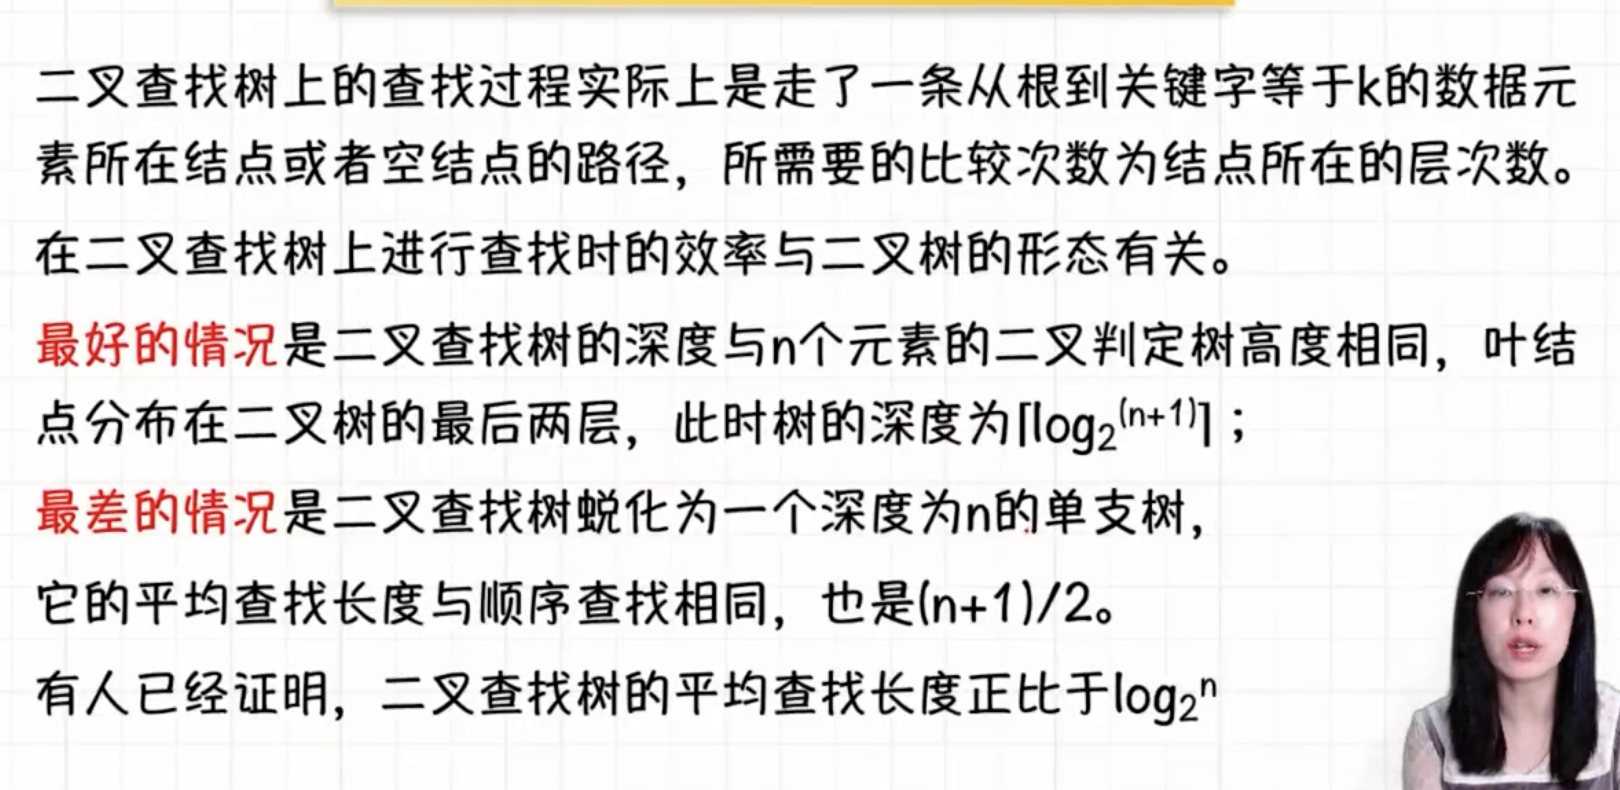 二叉查找树上的查找过程实际上是走了一条从根到关键字等于k的数据元
素所在结点或者空结点的路径，所需要的比较次数为结点所在的层次数。
在二叉查找树上进行查找时的效率与二叉树的形态有关。
最好的情况是二叉查找树的深度与n个元素的二叉判定树高度相同，叶结
点分布在二叉树的最后两层，此时树的深度为⌈log₂⁽ⁿ⁺¹⁾⌉；
最差的情况是二叉查找树蜕化为一个深度为n的单支树，
它的平均查找长度与顺序查找相同，也是(n+1)/2。
有人已经证明，二叉查找树的平均查找长度正比于log₂ⁿ